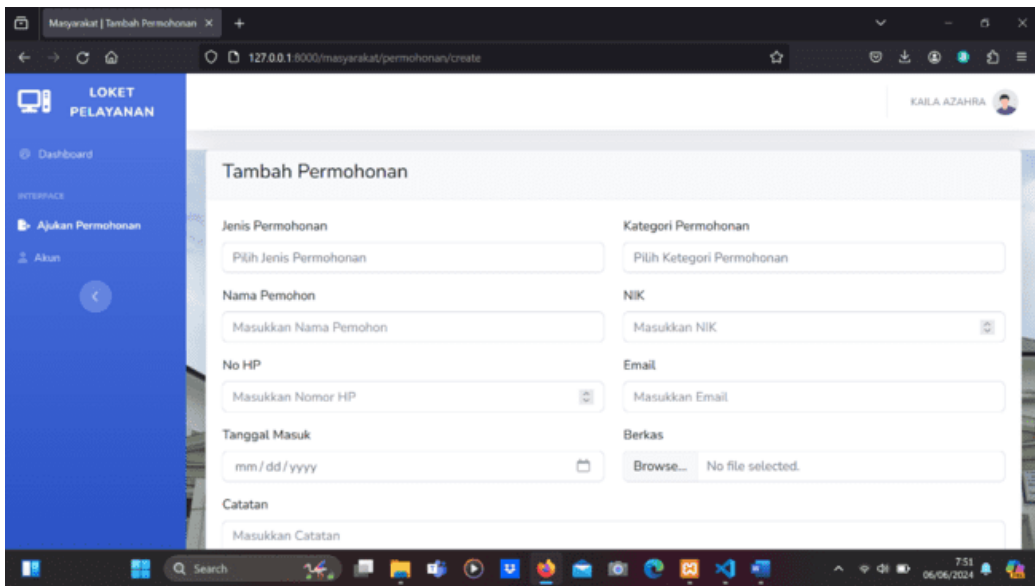 Masyarakat | Tambah Permohonan
127.0.0.1:8000/masyarakat/permohonan/create
LOKET
PELAYANAN
KAILA AZAHRA
Dashboard
INTERFACE
Ajukan Permohonan
Akun
Tambah Permohonan
Jenis Permohonan
Kategori Permohonan
Pilih Jenis Permohonan
Pilih Ketegori Permohonan
Nama Pemohon
NIK
Masukkan Nama Pemohon
Masukkan NIK
No HP
Email
Masukkan Nomor HP
Masukkan Email
Tanggal Masuk
Berkas
mm/dd/yyyy
Browse... No file selected.
Catatan
Masukkan Catatan
Search
7:51
06/06/2024